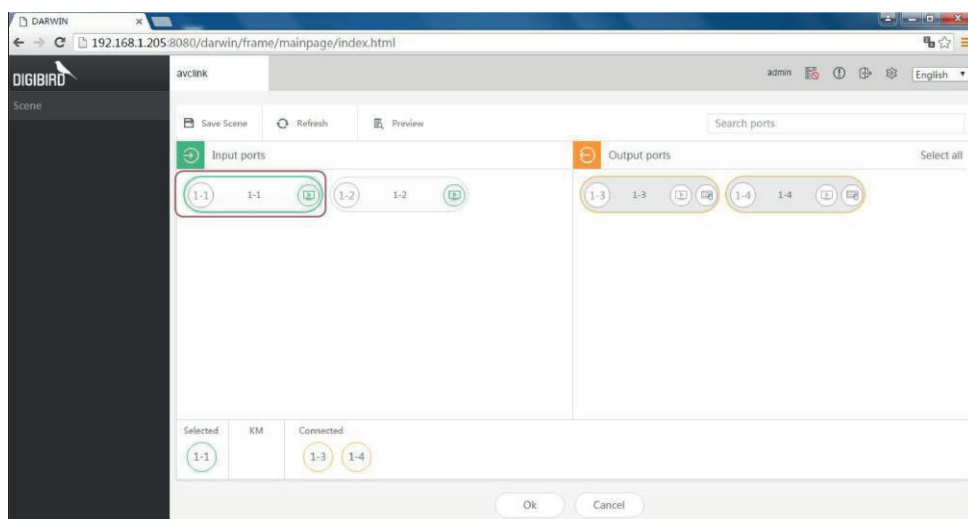 DARWIN
192.168.1.205:8080/darwin/frame/mainpage/index.html
DIGIBIRD
avclink
admin
English
Scene
Save Scene
Refresh
Preview
Search ports
Input ports
Output ports
Select all
1-1
1-1
1-2
1-2
1-3
1-3
1-4
1-4
Selected
KM
Connected
1-1
1-3
1-4
Ok
Cancel